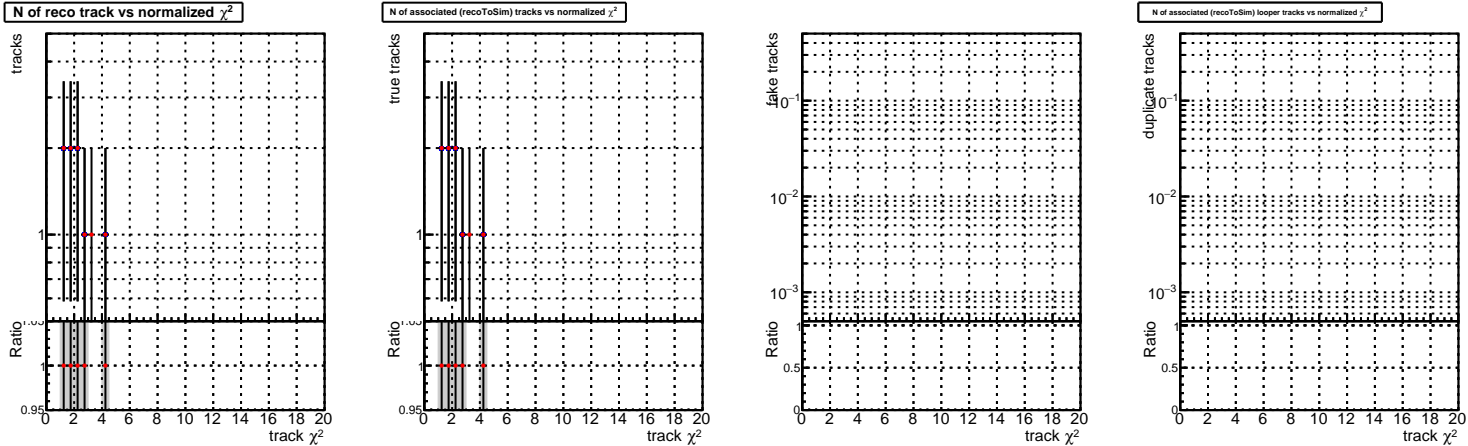 N of reco track vs normalized χ²
tracks
1
Ratio
1.05
1
0.95
0 2 4 6 8 10 12 14 16 18 20
track χ²
N of associated (recoToSim) tracks vs normalized χ²
true tracks
1
Ratio
1.05
1
0.95
0 2 4 6 8 10 12 14 16 18 20
track χ²
fake tracks
10⁻¹
10⁻²
10⁻³
Ratio
1
0.5
0
0 2 4 6 8 10 12 14 16 18 20
track χ²
N of associated (recoToSim) looper tracks vs normalized χ²
duplicate tracks
10⁻¹
10⁻²
10⁻³
Ratio
1
0.5
0
0 2 4 6 8 10 12 14 16 18 20
track χ²